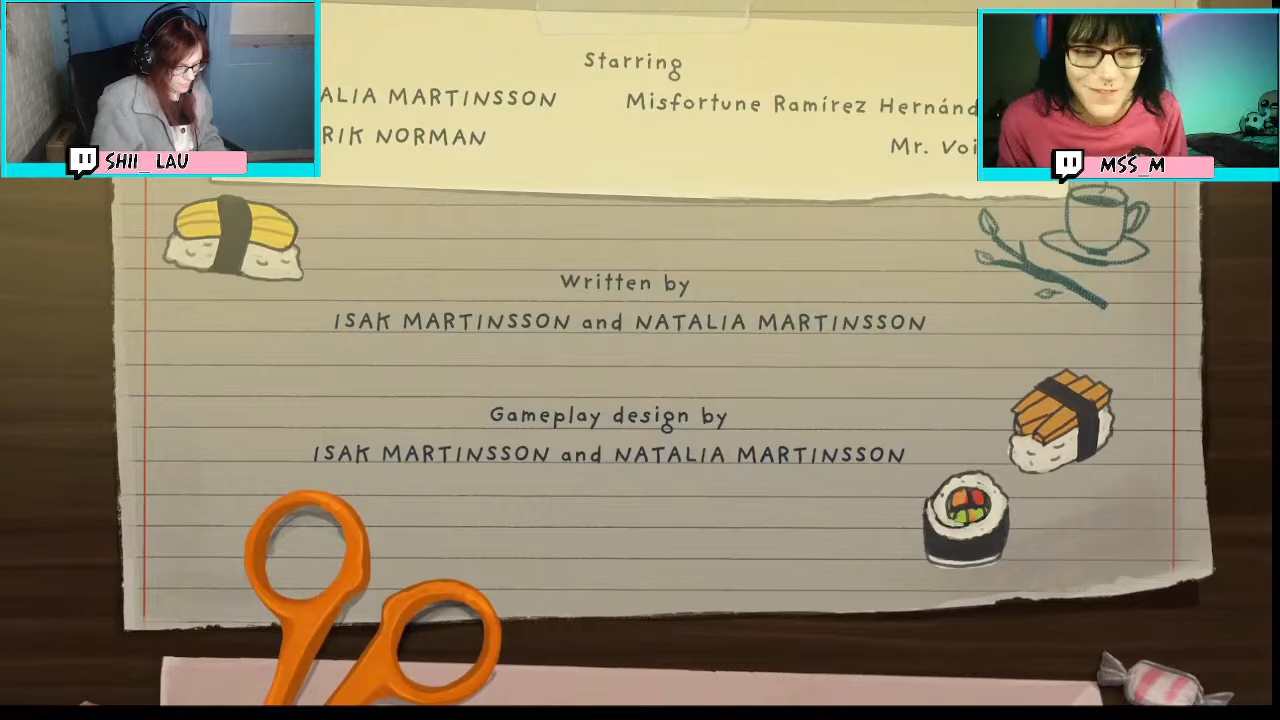 Starring
ALIA MARTINSSON Misfortune Ramírez Hernánd
RIK NORMAN Mr. Voi
SHII_LAU
MSS_M
Written by
ISAK MARTINSSON and NATALIA MARTINSSON
Gameplay design by
ISAK MARTINSSON and NATALIA MARTINSSON